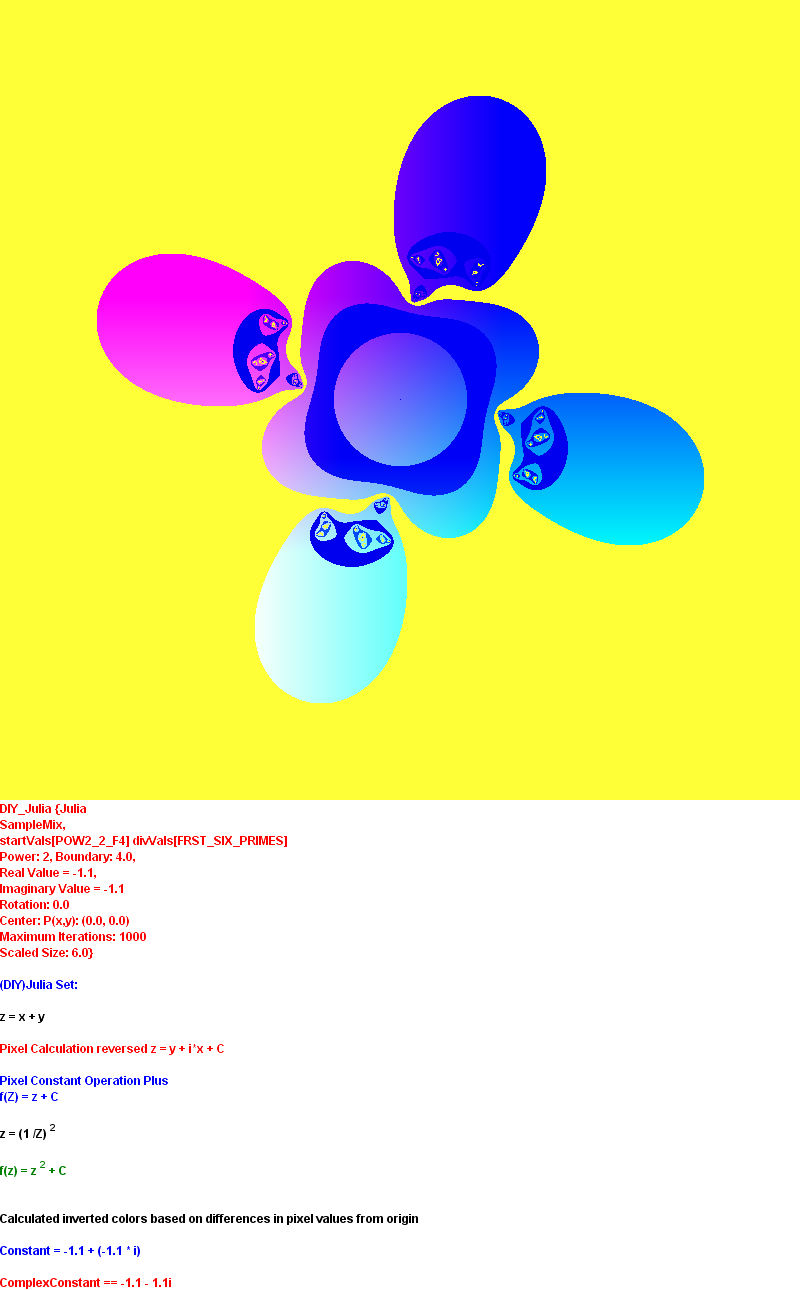 DIY_Julia {Julia
SampleMix,
startVals[POW2_2_F4] divVals[FRST_SIX_PRIMES]
Power: 2, Boundary: 4.0,
Real Value = -1.1,
Imaginary Value = -1.1
Rotation: 0.0
Center: P(x,y): (0.0, 0.0)
Maximum Iterations: 1000
Scaled Size: 6.0}
(DIY)Julia Set:
z = x + y
Pixel Calculation reversed z = y + i*x + C
Pixel Constant Operation Plus
f(Z) = z + C
z = (1 /Z) 2
f(z) = z 2 + C
Calculated inverted colors based on differences in pixel values from origin
Constant = -1.1 + (-1.1 * i)
ComplexConstant == -1.1 - 1.1i